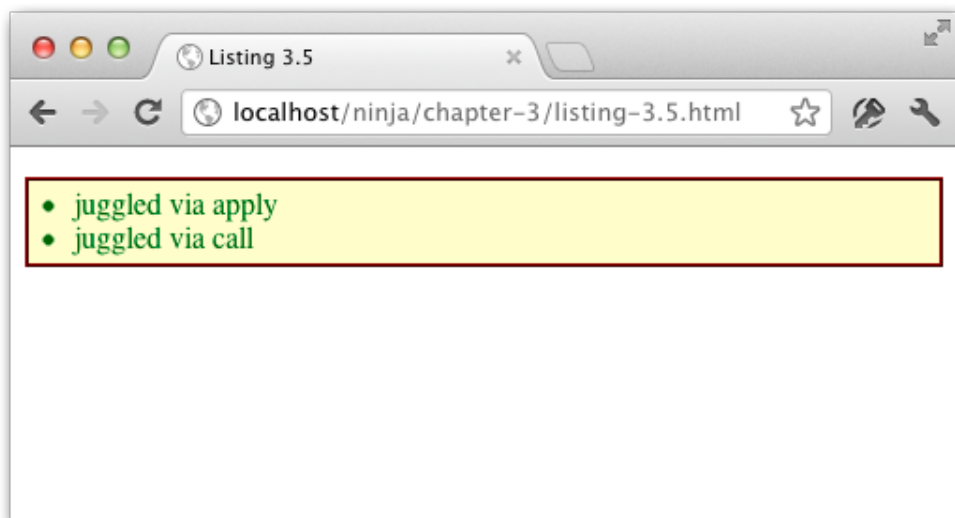 Listing 3.5
localhost/ninja/chapter-3/listing-3.5.html
juggled via apply
juggled via call